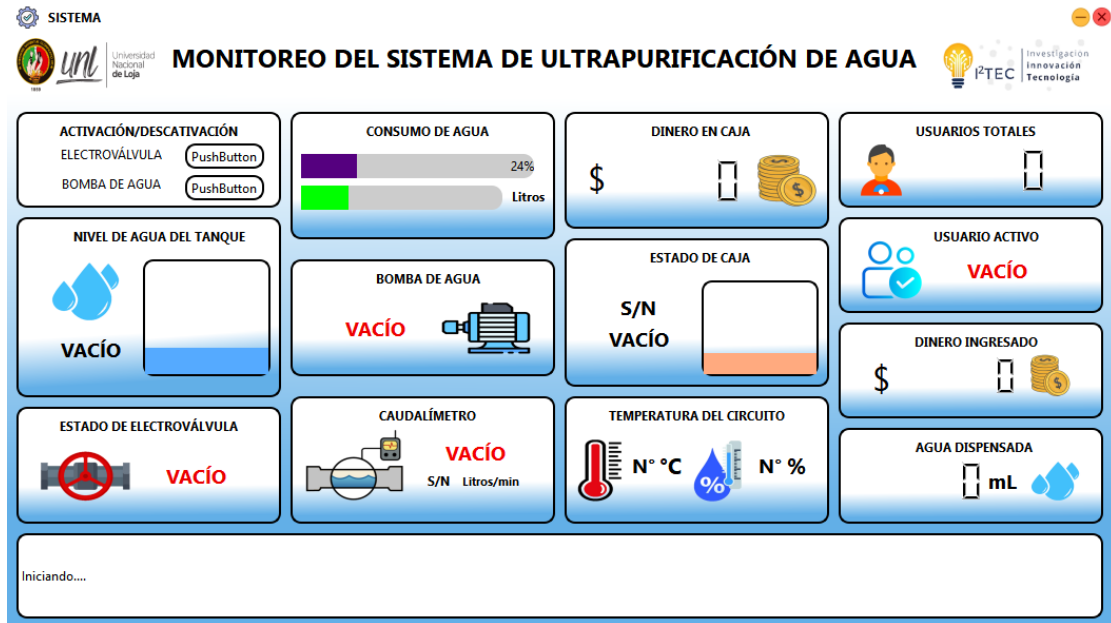 SISTEMA
unl
Universidad
Nacional
de Loja
1859
MONITOREO DEL SISTEMA DE ULTRAPURIFICACIÓN DE AGUA
I²TEC
Investigación
Innovación
Tecnología
ACTIVACIÓN/DESCATIVACIÓN
ELECTROVÁLVULA PushButton
BOMBA DE AGUA PushButton
CONSUMO DE AGUA
24%
Litros
DINERO EN CAJA
$ 0
USUARIOS TOTALES
0
NIVEL DE AGUA DEL TANQUE
VACÍO
BOMBA DE AGUA
VACÍO
ESTADO DE CAJA
S/N
VACÍO
USUARIO ACTIVO
VACÍO
DINERO INGRESADO
$ 0
ESTADO DE ELECTROVÁLVULA
VACÍO
CAUDALÍMETRO
VACÍO
S/N Litros/min
TEMPERATURA DEL CIRCUITO
N° °C % N° %
AGUA DISPENSADA
0 mL
Iniciando....